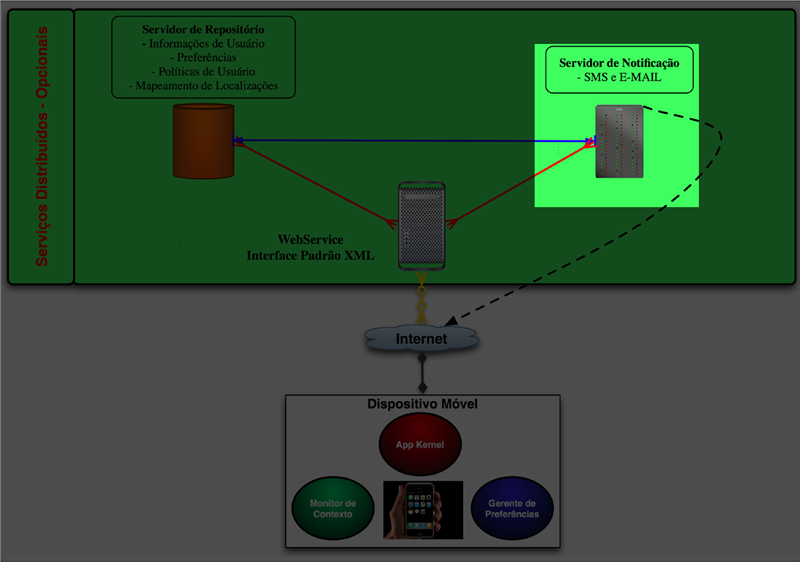 Serviços Distribuídos - Opcionais
Servidor de Repositório
- Informações de Usuário
- Preferências
- Políticas de Usuário
- Mapeamento de Localizações
Servidor de Notificação
- SMS e E-MAIL
WebService
Interface Padrão XML
Internet
Dispositivo Móvel
App Kernel
Monitor de
Contexto
Gerente de
Preferências